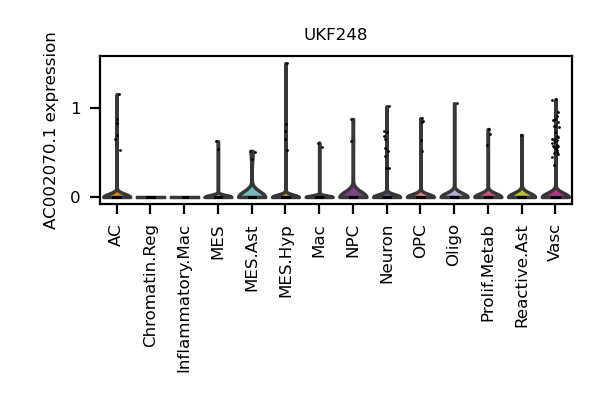 UKF248
AC002070.1 expression
1
0
AC
Chromatin.Reg
Inflammatory.Mac
MES
MES.Ast
MES.Hyp
Mac
NPC
Neuron
OPC
Oligo
Prolif.Metab
Reactive.Ast
Vasc